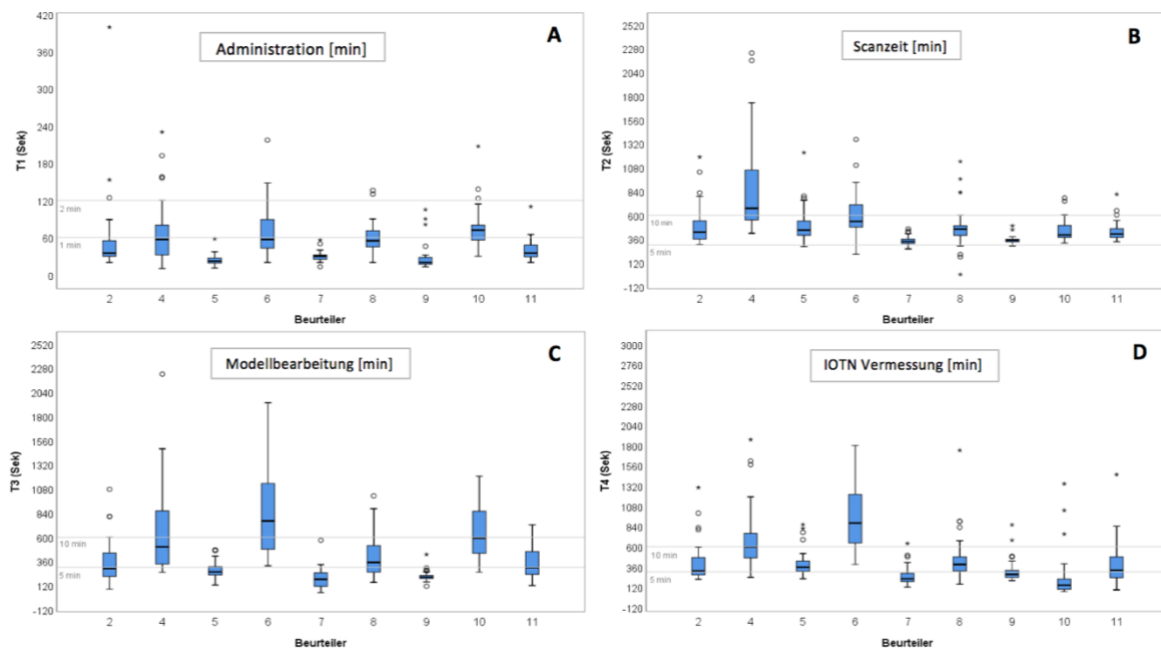 A
Administration [min]
T1 (Sek)
420
360
300
240
180
120
60
0
2 min
1 min
2 4 5 6 7 8 9 10 11
Beurteiler
B
Scanzeit [min]
T2 (Sek)
2520
2280
2040
1800
1560
1320
1080
840
600
360
120
-120
10 min
5 min
2 4 5 6 7 8 9 10 11
Beurteiler
C
Modellbearbeitung [min]
T3 (Sek)
2520
2280
2040
1800
1560
1320
1080
840
600
360
120
-120
10 min
5 min
2 4 5 6 7 8 9 10 11
Beurteiler
D
IOTN Vermessung [min]
T4 (Sek)
3000
2760
2520
2280
2040
1800
1560
1320
1080
840
600
360
120
-120
10 min
5 min
2 4 5 6 7 8 9 10 11
Beurteiler